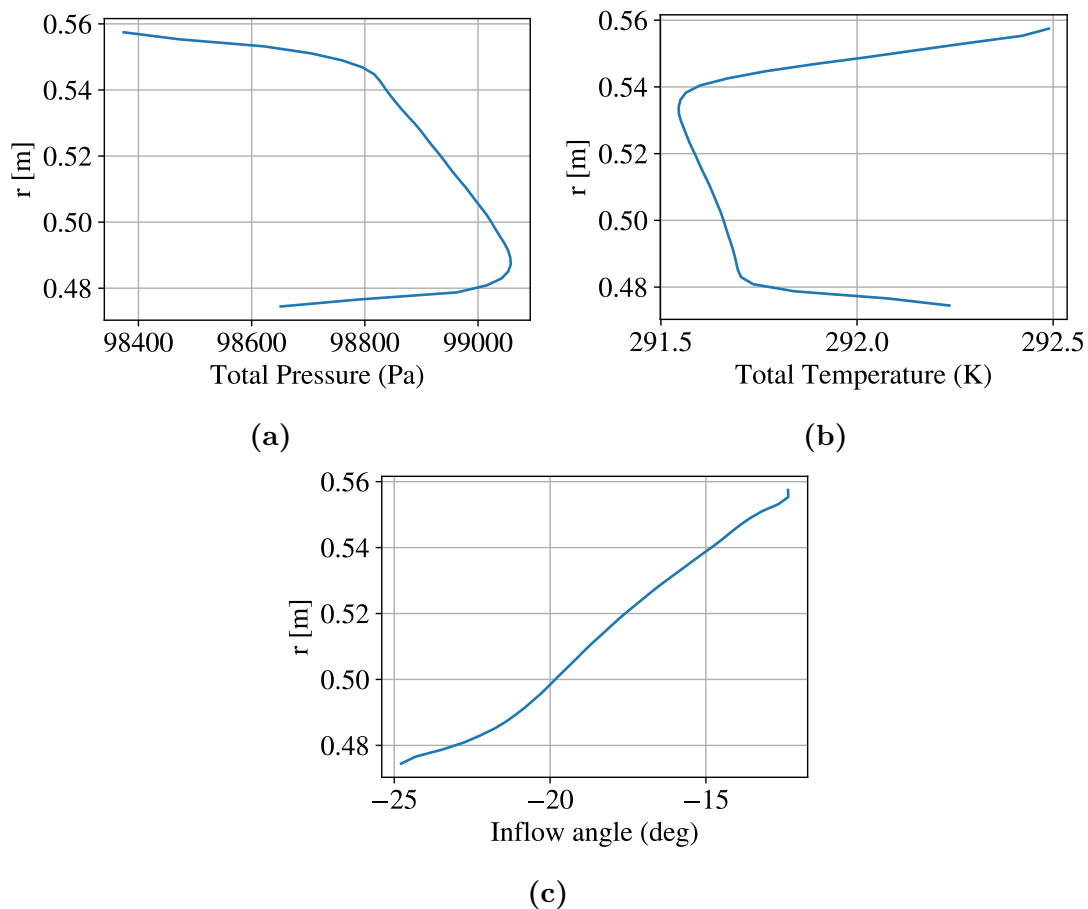 0.56
0.54
0.52
0.50
0.48
r [m]
98400 98600 98800 99000
Total Pressure (Pa)
(a)
0.56
0.54
0.52
0.50
0.48
r [m]
291.5 292.0 292.5
Total Temperature (K)
(b)
0.56
0.54
0.52
0.50
0.48
r [m]
−25 −20 −15
Inflow angle (deg)
(c)